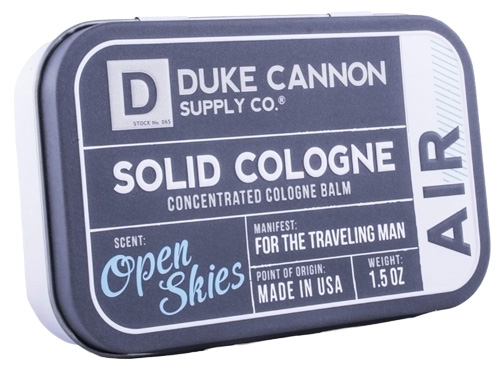 D
STOCK No. 065
DUKE CANNON
SUPPLY CO.®
SOLID COLOGNE
CONCENTRATED COLOGNE BALM
SCENT:
Open
Skies
MANIFEST:
FOR THE TRAVELING MAN
POINT OF ORIGIN:
MADE IN USA
WEIGHT:
1.5 OZ
AIR